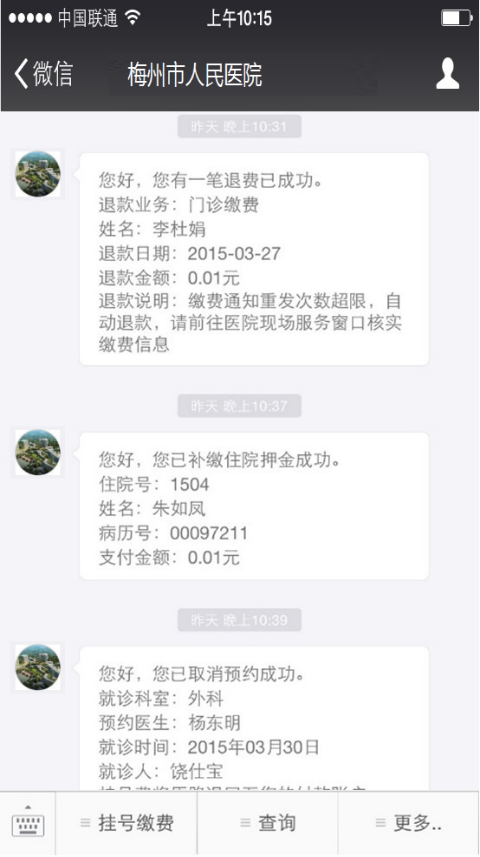 中国联通 上午10:15
微信 梅州市人民医院
昨天 晚上10:31
您好，您有一笔退费已成功。
退款业务：门诊缴费
姓名：李杜娟
退款日期：2015-03-27
退款金额：0.01元
退款说明：缴费通知重发次数超限，自
动退款，请前往医院现场服务窗口核实
缴费信息
昨天 晚上10:37
您好，您已补缴住院押金成功。
住院号：1504
姓名：朱如凤
病历号：00097211
支付金额：0.01元
昨天 晚上10:39
您好，您已取消预约成功。
就诊科室：外科
预约医生：杨东明
就诊时间：2015年03月30日
就诊人：饶仕宝
挂号缴费 查询 更多..